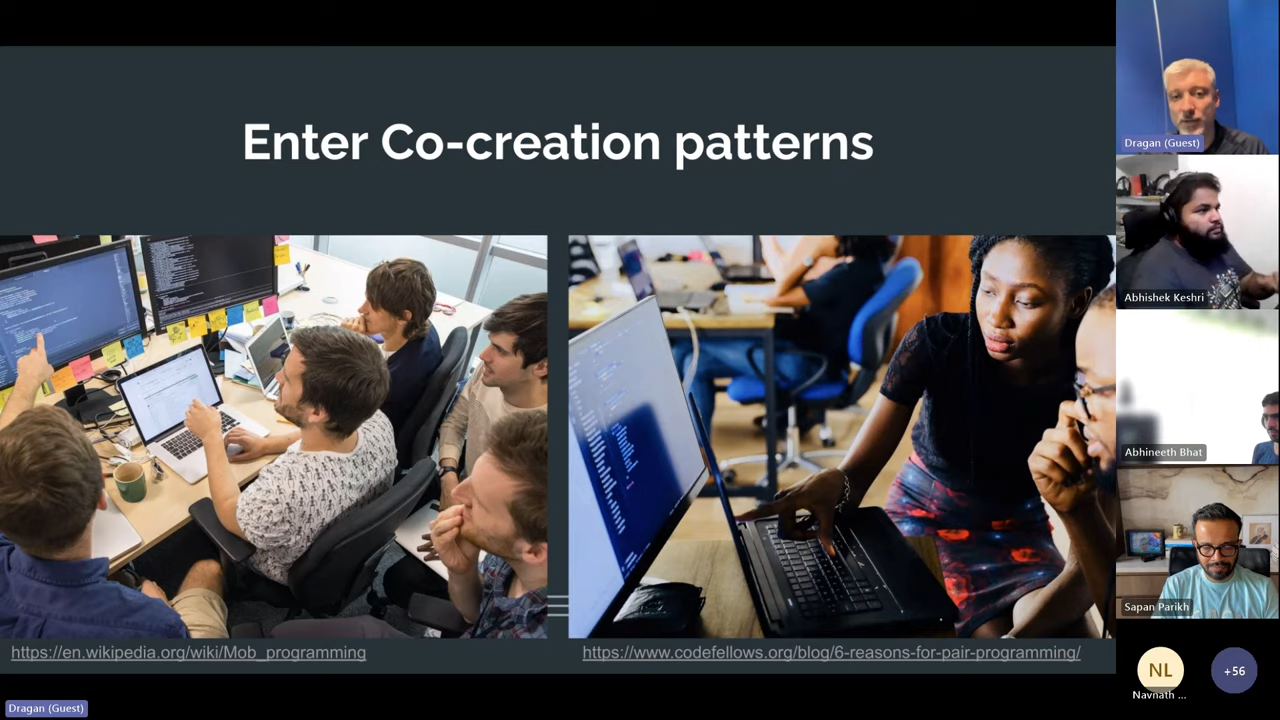 Enter Co-creation patterns
https://en.wikipedia.org/wiki/Mob_programming
https://www.codefellows.org/blog/6-reasons-for-pair-programming/
Dragan (Guest)
Dragan (Guest)
Abhishek Keshri
Abhineeth Bhat
Sapan Parikh
NL
Navnath ...
+56